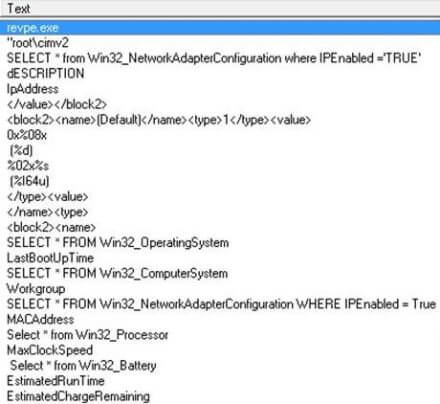 Text
revpe.exe
"root\cimv2
SELECT * from Win32_NetworkAdapterConfiguration where IPEnabled ='TRUE'
dESCRIPTION
IpAddress
</value></block2>
<block2><name>(Default)</name><type>1</type><value>
0x%08x
(%d)
%02x%s
(%I64u)
</type><value>
</name><type>
<block2><name>
SELECT * FROM Win32_OperatingSystem
LastBootUpTime
SELECT * FROM Win32_ComputerSystem
Workgroup
SELECT * FROM Win32_NetworkAdapterConfiguration WHERE IPEnabled = True
MACAddress
Select * from Win32_Processor
MaxClockSpeed
Select * from Win32_Battery
EstimatedRunTime
EstimatedChargeRemaining